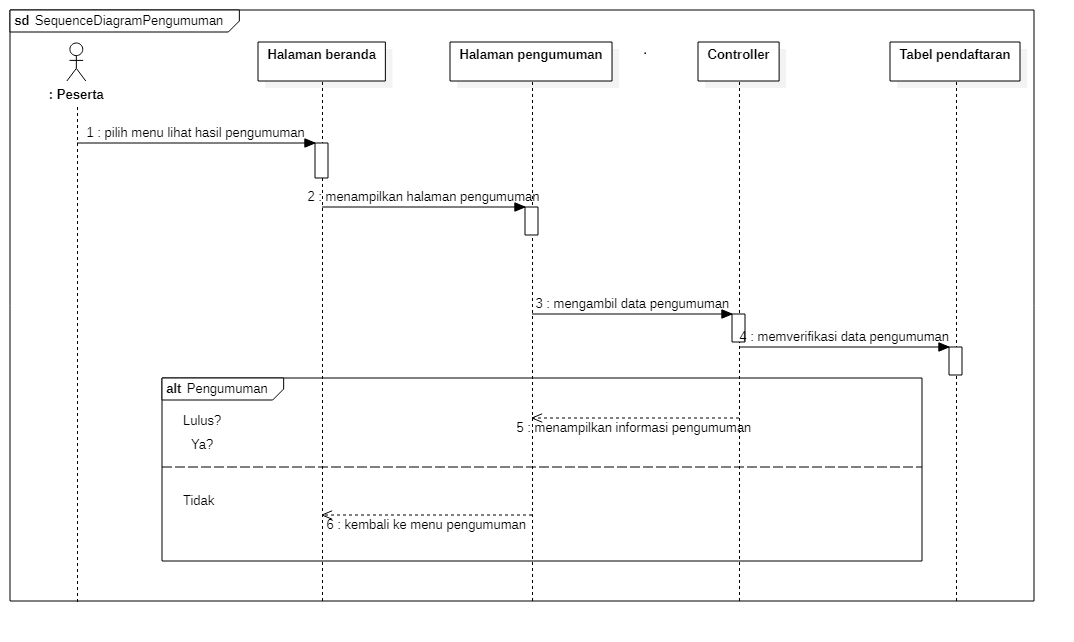 sd SequenceDiagramPengumuman
: Peserta
Halaman beranda
Halaman pengumuman
Controller
Tabel pendaftaran
1 : pilih menu lihat hasil pengumuman
2 : menampilkan halaman pengumuman
3 : mengambil data pengumuman
4 : memverifikasi data pengumuman
alt Pengumuman
Lulus?
Ya?
5 : menampilkan informasi pengumuman
Tidak
6 : kembali ke menu pengumuman